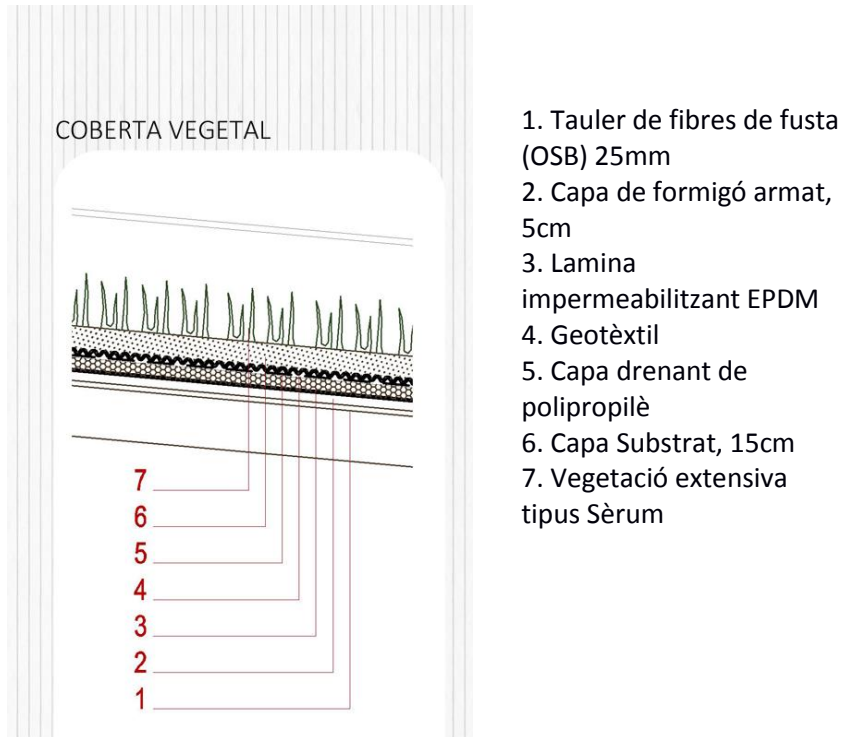 COBERTA VEGETAL
7
6
5
4
3
2
1
1. Tauler de fibres de fusta
(OSB) 25mm
2. Capa de formigó armat,
5cm
3. Lamina
impermeabilitzant EPDM
4. Geotèxtil
5. Capa drenant de
polipropilè
6. Capa Substrat, 15cm
7. Vegetació extensiva
tipus Sèrum